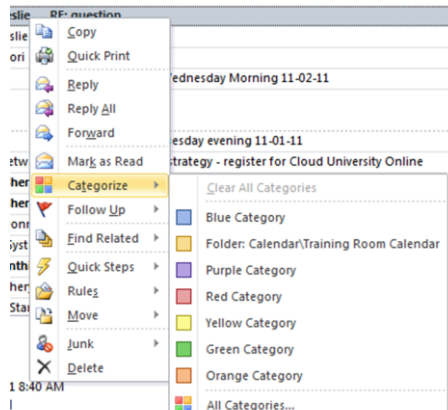 RE: question
Copy
Quick Print
Reply
Wednesday Morning 11-02-11
Reply All
Forward
esday evening 11-01-11
Mark as Read
strategy - register for Cloud University Online
Categorize
Clear All Categories
Follow Up
Blue Category
Find Related
Folder: Calendar\Training Room Calendar
Quick Steps
Purple Category
Rules
Red Category
Move
Yellow Category
Junk
Green Category
Delete
Orange Category
1 8:40 AM
All Categories...